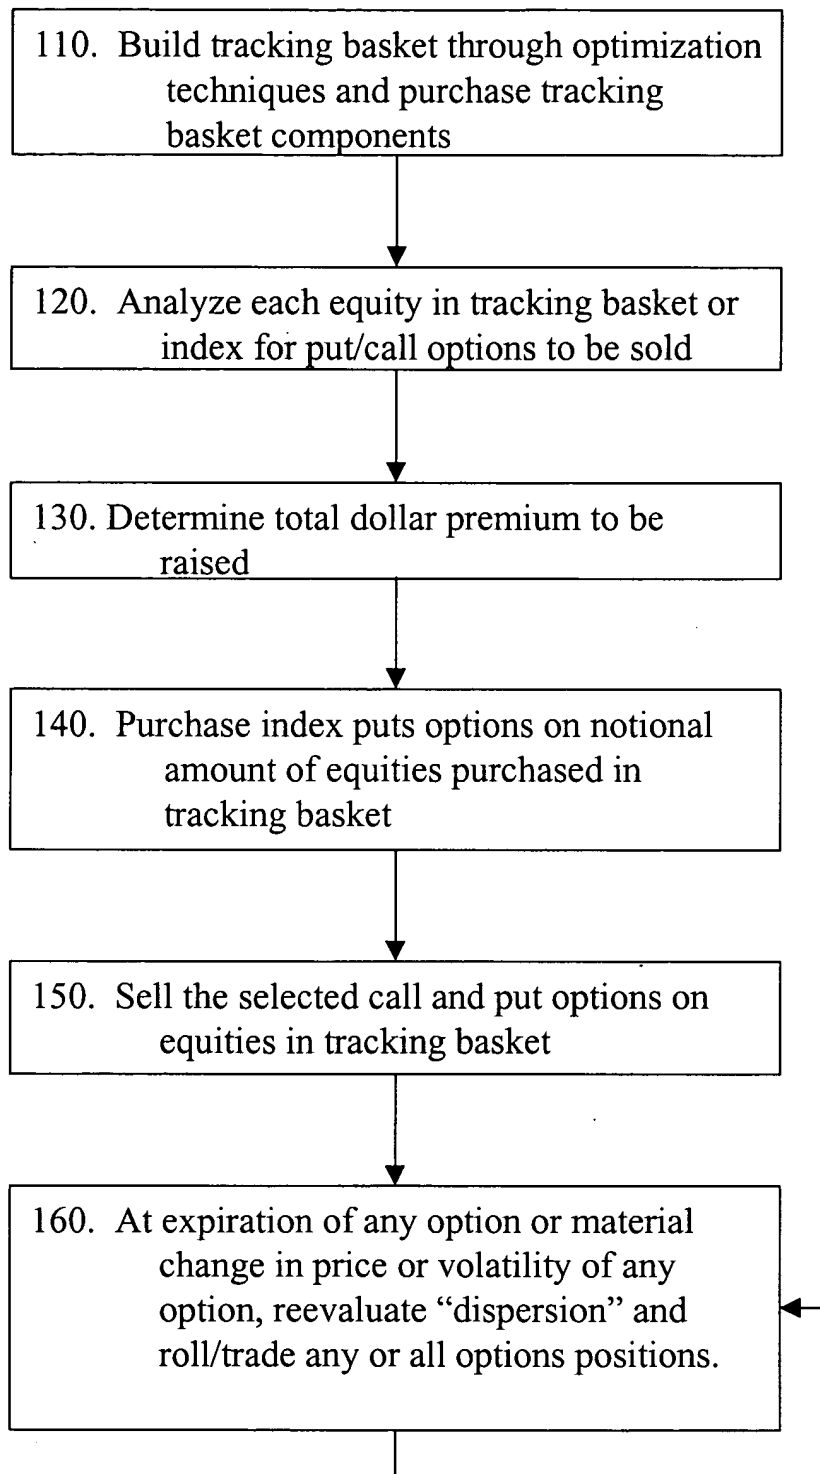 110. Build tracking basket through optimization
techniques and purchase tracking
basket components
120. Analyze each equity in tracking basket or
index for put/call options to be sold
130. Determine total dollar premium to be
raised
140. Purchase index puts options on notional
amount of equities purchased in
tracking basket
150. Sell the selected call and put options on
equities in tracking basket
160. At expiration of any option or material
change in price or volatility of any
option, reevaluate “dispersion” and
roll/trade any or all options positions.